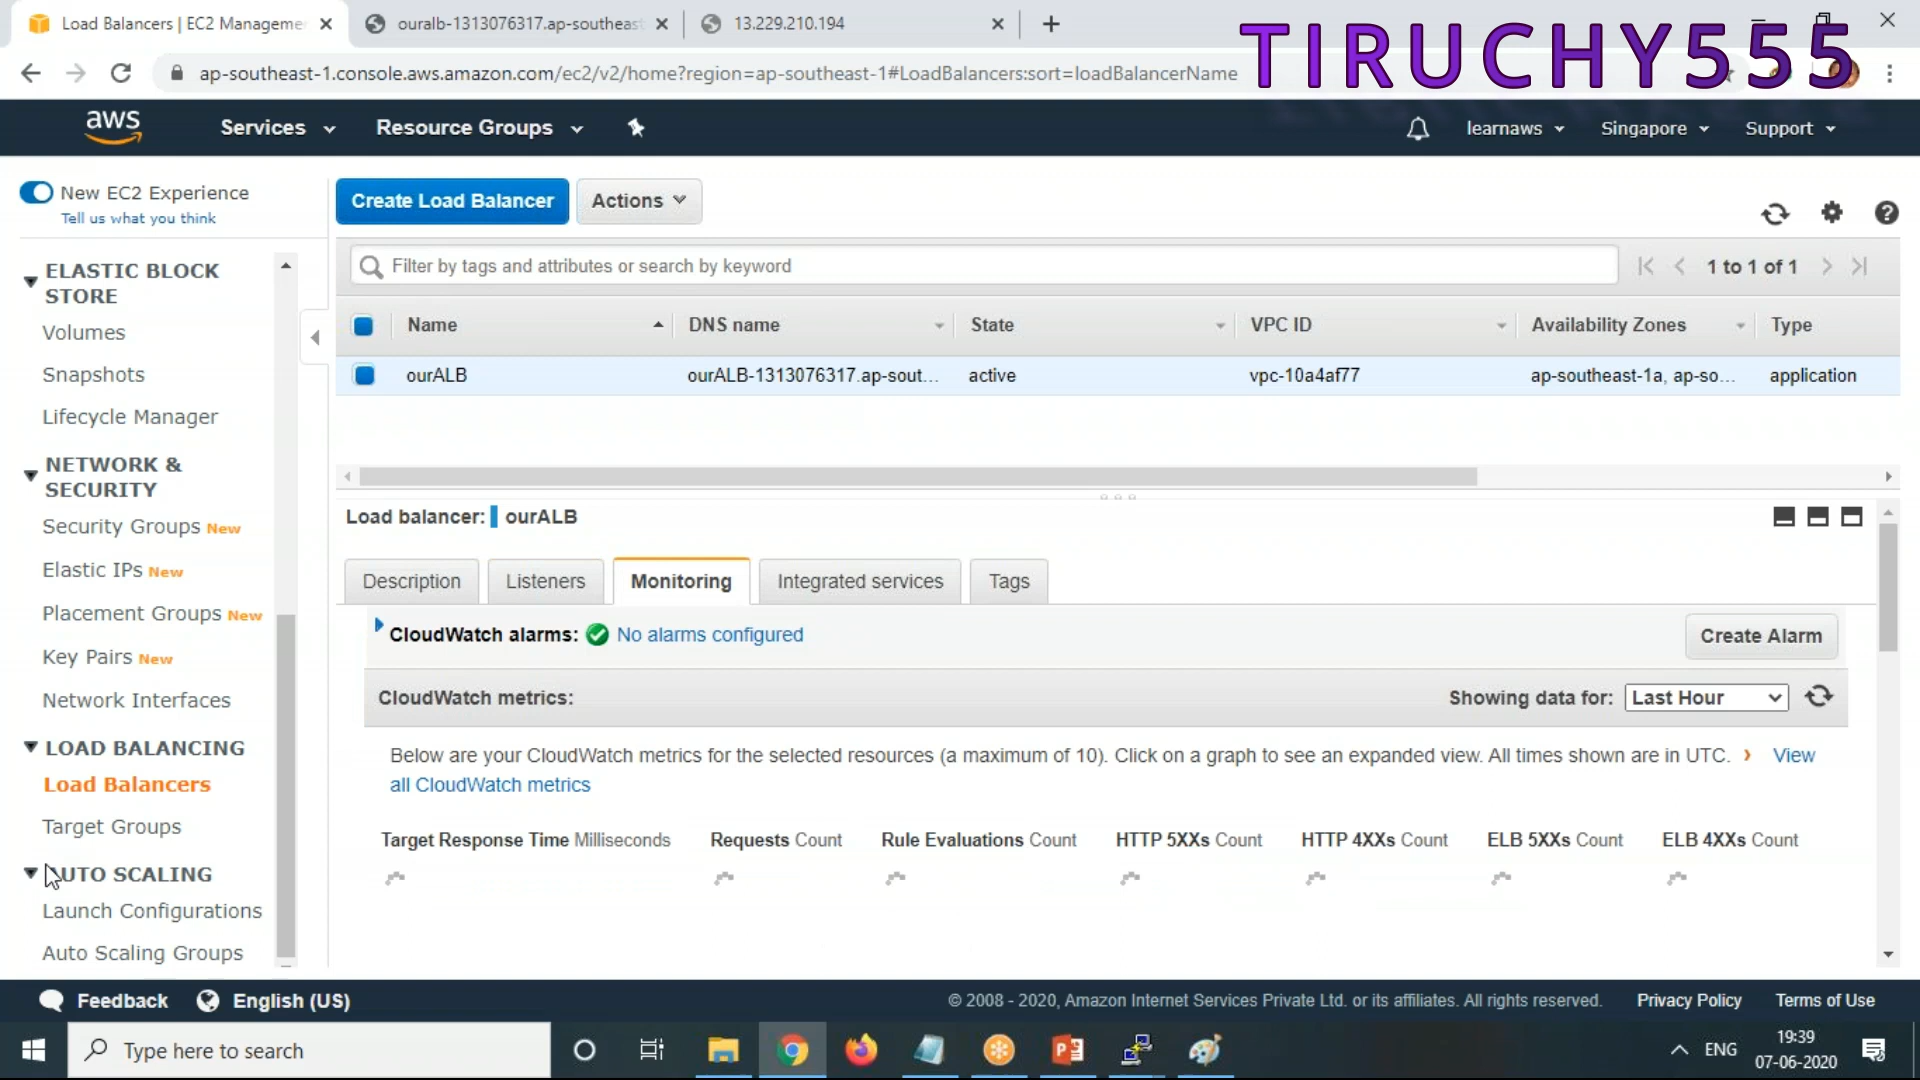 Load Balancers | EC2 Manageme
ouralb-1313076317.ap-southeast
13.229.210.194
TIRUCHY555
ap-southeast-1.console.aws.amazon.com/ec2/v2/home?region=ap-southeast-1#LoadBalancers:sort=loadBalancerName
aws
Services
Resource Groups
learnaws
Singapore
Support
New EC2 Experience
Tell us what you think
ELASTIC BLOCK
STORE
Volumes
Snapshots
Lifecycle Manager
NETWORK &
SECURITY
Security Groups New
Elastic IPs New
Placement Groups New
Key Pairs New
Network Interfaces
LOAD BALANCING
Load Balancers
Target Groups
AUTO SCALING
Launch Configurations
Auto Scaling Groups
Create Load Balancer
Actions
Filter by tags and attributes or search by keyword
1 to 1 of 1
Name DNS name State VPC ID Availability Zones Type
ourALB ourALB-1313076317.ap-sout... active vpc-10a4af77 ap-southeast-1a, ap-so... application
Load balancer: ourALB
Description Listeners Monitoring Integrated services Tags
CloudWatch alarms: No alarms configured
Create Alarm
CloudWatch metrics:
Showing data for: Last Hour
Below are your CloudWatch metrics for the selected resources (a maximum of 10). Click on a graph to see an expanded view. All times shown are in UTC. › View
all CloudWatch metrics
Target Response Time Milliseconds Requests Count Rule Evaluations Count HTTP 5XXs Count HTTP 4XXs Count ELB 5XXs Count ELB 4XXs Count
Feedback
English (US)
© 2008 - 2020, Amazon Internet Services Private Ltd. or its affiliates. All rights reserved.
Privacy Policy
Terms of Use
Type here to search
ENG
19:39
07-06-2020